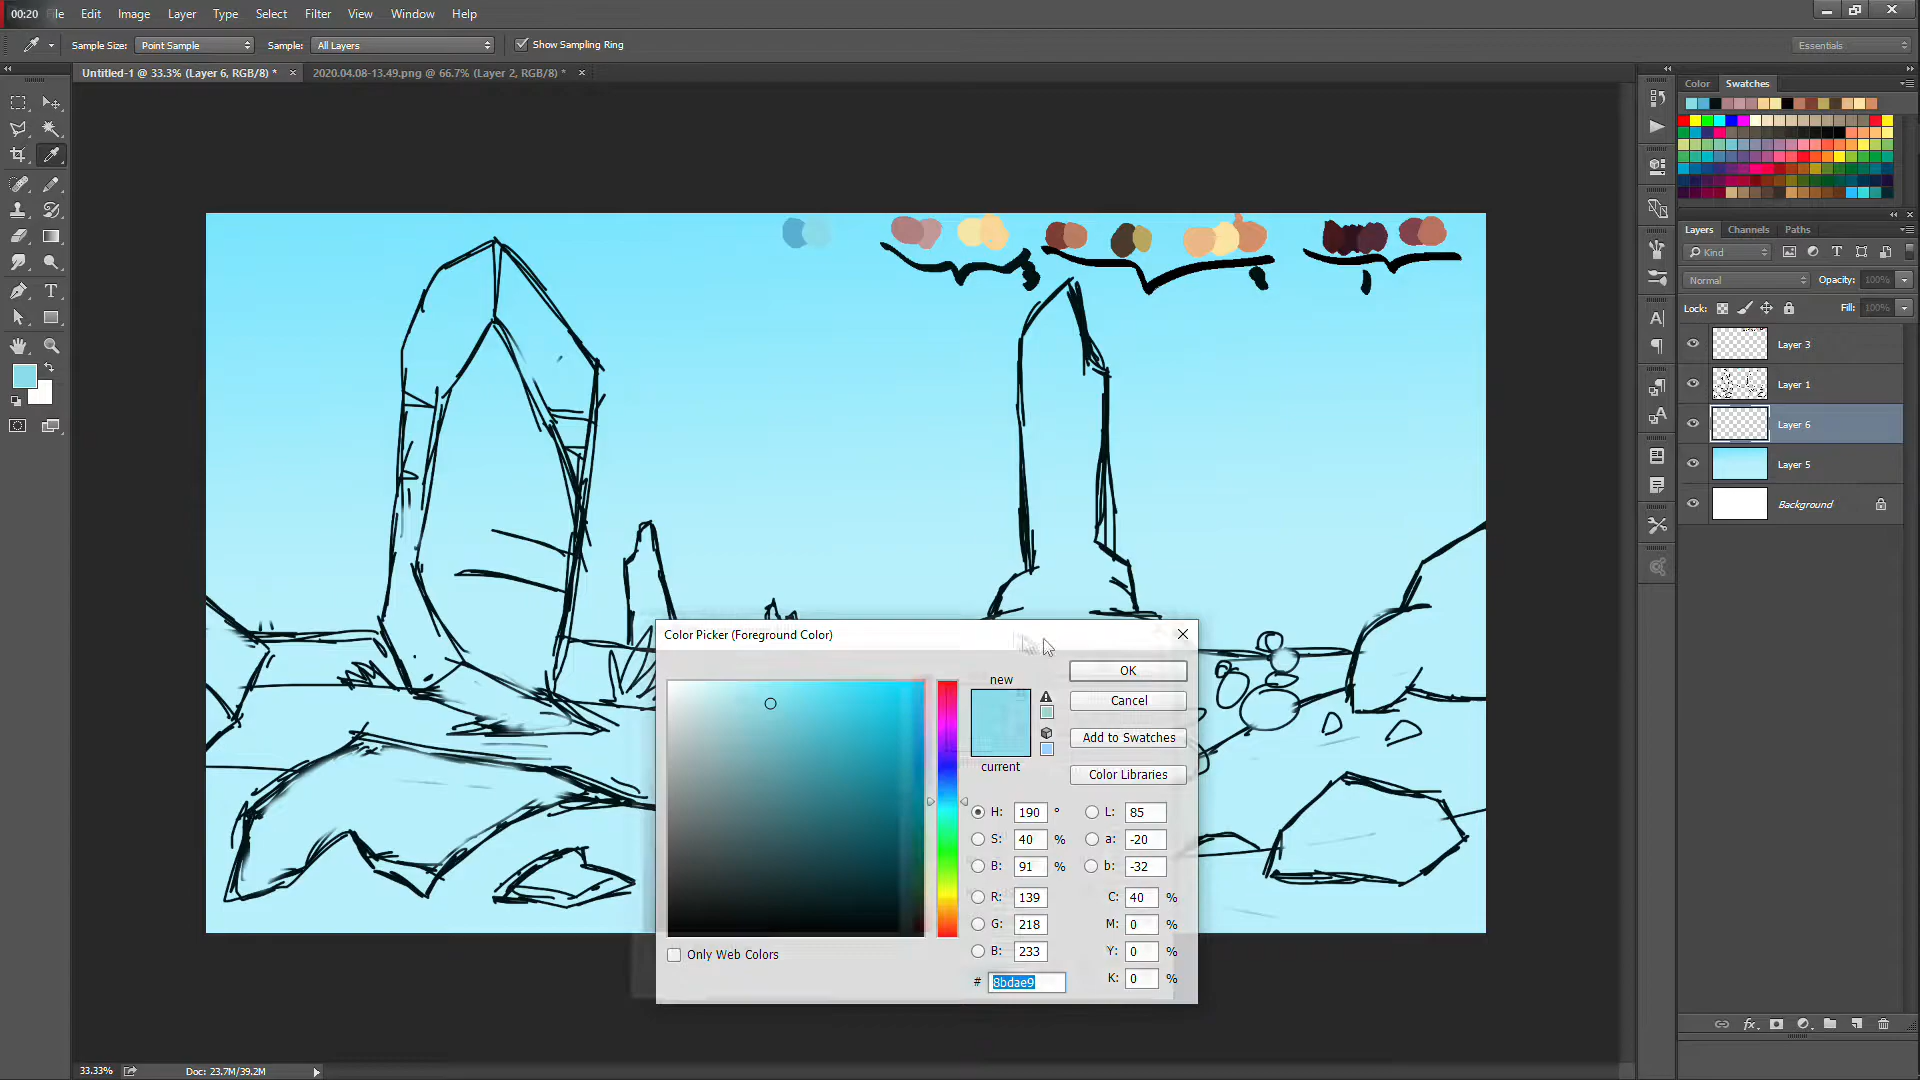 00:20 File Edit Image Layer Type Select Filter View Window Help
Sample Size: Point Sample Sample: All Layers Show Sampling Ring Essentials
Untitled-1 @ 33.3% (Layer 6, RGB/8) * × 2020.04.08-13.49.png @ 66.7% (Layer 2, RGB/8) * ×
Color Swatches
Layers Channels Paths
Kind
Normal Opacity: 100%
Lock: Fill: 100%
Layer 3
Layer 1
Layer 6
Layer 5
Background
Color Picker (Foreground Color)
new
current
OK
Cancel
Add to Swatches
Color Libraries
H: 190 ° L: 85
S: 40 % a: -20
B: 91 % b: -32
R: 139 C: 40 %
G: 218 M: 0 %
B: 233 Y: 0 %
Only Web Colors
K: 0 %
# 8bdae9
33.33% Doc: 23.7M/39.2M